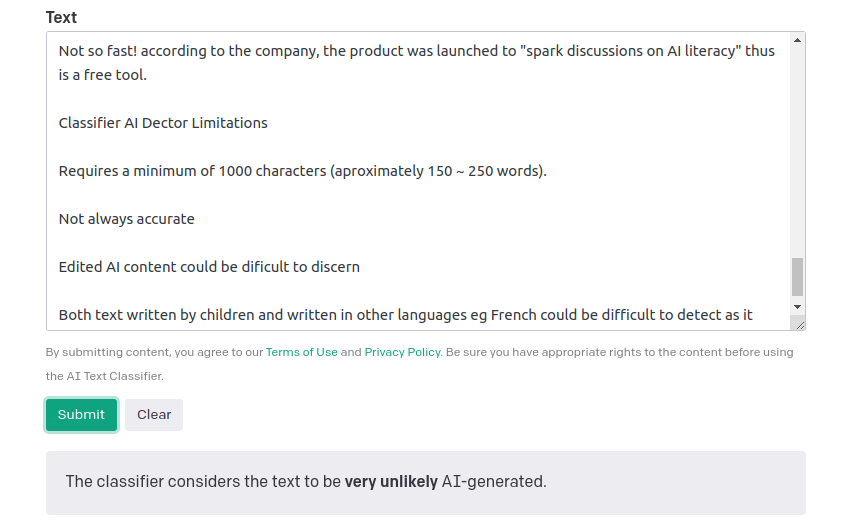 Text
Not so fast! according to the company, the product was launched to "spark discussions on AI literacy" thus
is a free tool.
Classifier AI Dector Limitations
Requires a minimum of 1000 characters (aproximately 150 ~ 250 words).
Not always accurate
Edited AI content could be dificult to discern
Both text written by children and written in other languages eg French could be difficult to detect as it
By submitting content, you agree to our Terms of Use and Privacy Policy. Be sure you have appropriate rights to the content before using
the AI Text Classifier.
Submit Clear
The classifier considers the text to be very unlikely AI-generated.